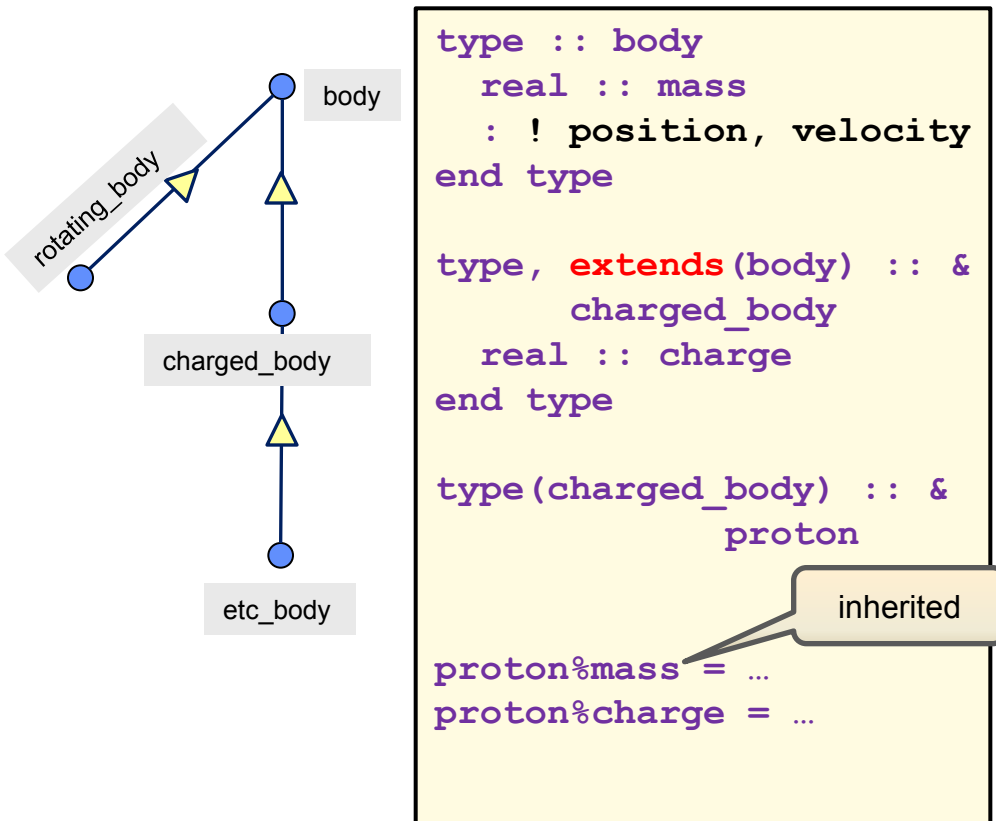 body
rotating_body
charged_body
etc_body
type :: body
real :: mass
: ! position, velocity
end type
type, extends(body) :: &
charged_body
real :: charge
end type
type(charged_body) :: &
proton
inherited
proton%mass = …
proton%charge = …